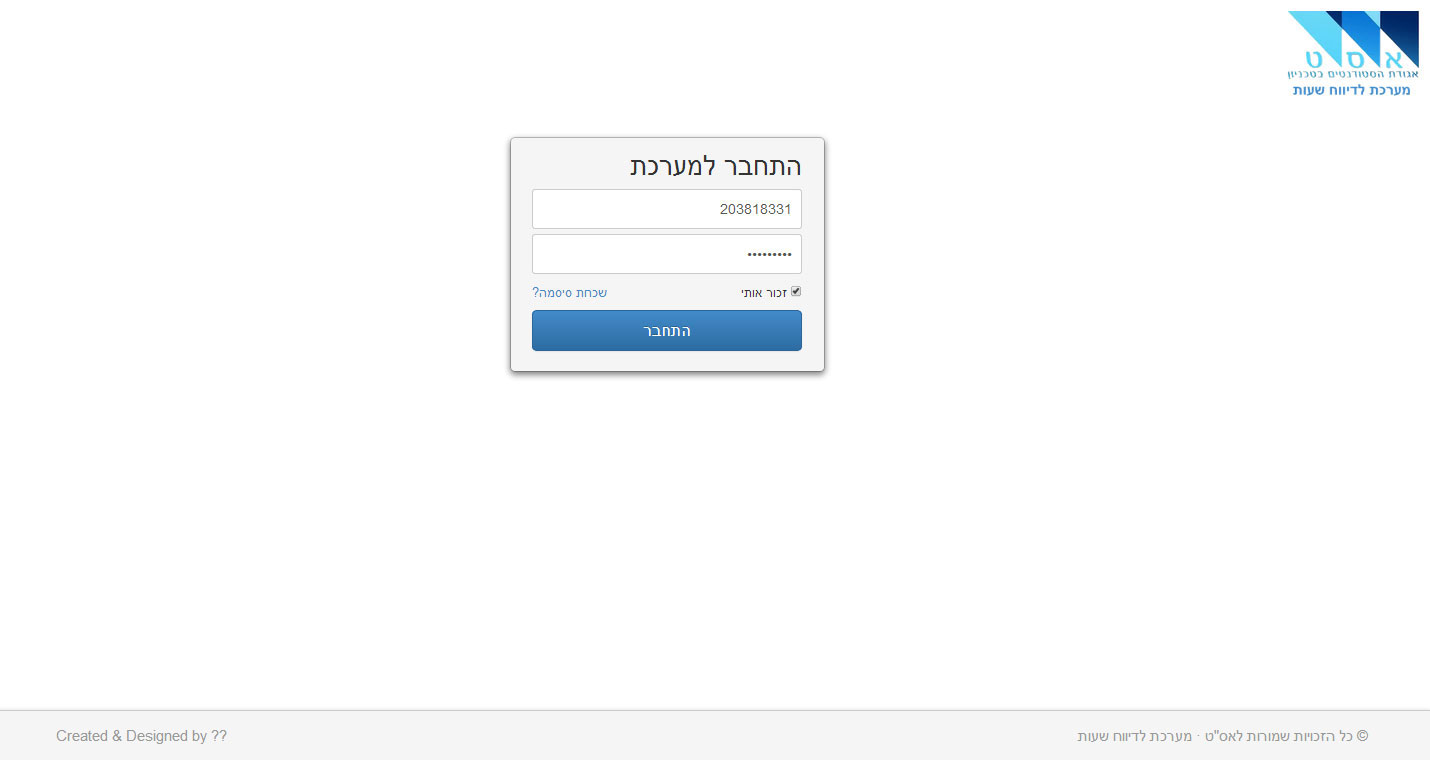 אסט
אגודת הסטודנטים בטכניון
מערכת לדיווח שעות
התחבר למערכת
203818331
•••••••••
זכור אותי
שכחת סיסמה?
התחבר
© כל הזכויות שמורות לאס"ט · מערכת לדיווח שעות
Created & Designed by ??